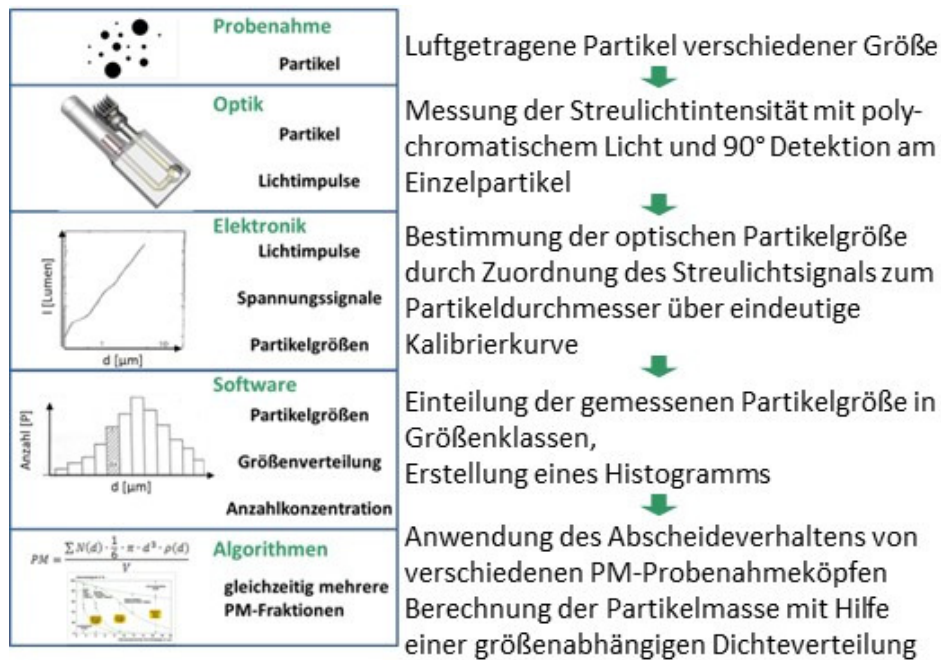 Probenahme
Partikel
Luftgetragene Partikel verschiedener Größe
Optik
Partikel
Lichtimpulse
Messung der Streulichtintensität mit poly-
chromatischem Licht und 90° Detektion am
Einzelpartikel
Elektronik
Lichtimpulse
Spannungssignale
Partikelgrößen
I [Lumen]
1 10
d [µm]
Bestimmung der optischen Partikelgröße
durch Zuordnung des Streulichtsignals zum
Partikeldurchmesser über eindeutige
Kalibrierkurve
Software
Partikelgrößen
Größenverteilung
Anzahlkonzentration
Anzahl [P]
d [µm]
Einteilung der gemessenen Partikelgröße in
Größenklassen,
Erstellung eines Histogramms
Algorithmen
gleichzeitig mehrere
PM-Fraktionen
PM = ∑ N(d) · 1/6 · π · d³ · ρ(d) / V
Anwendung des Abscheideverhaltens von
verschiedenen PM-Probenahmeköpfen
Berechnung der Partikelmasse mit Hilfe
einer größenabhängigen Dichteverteilung